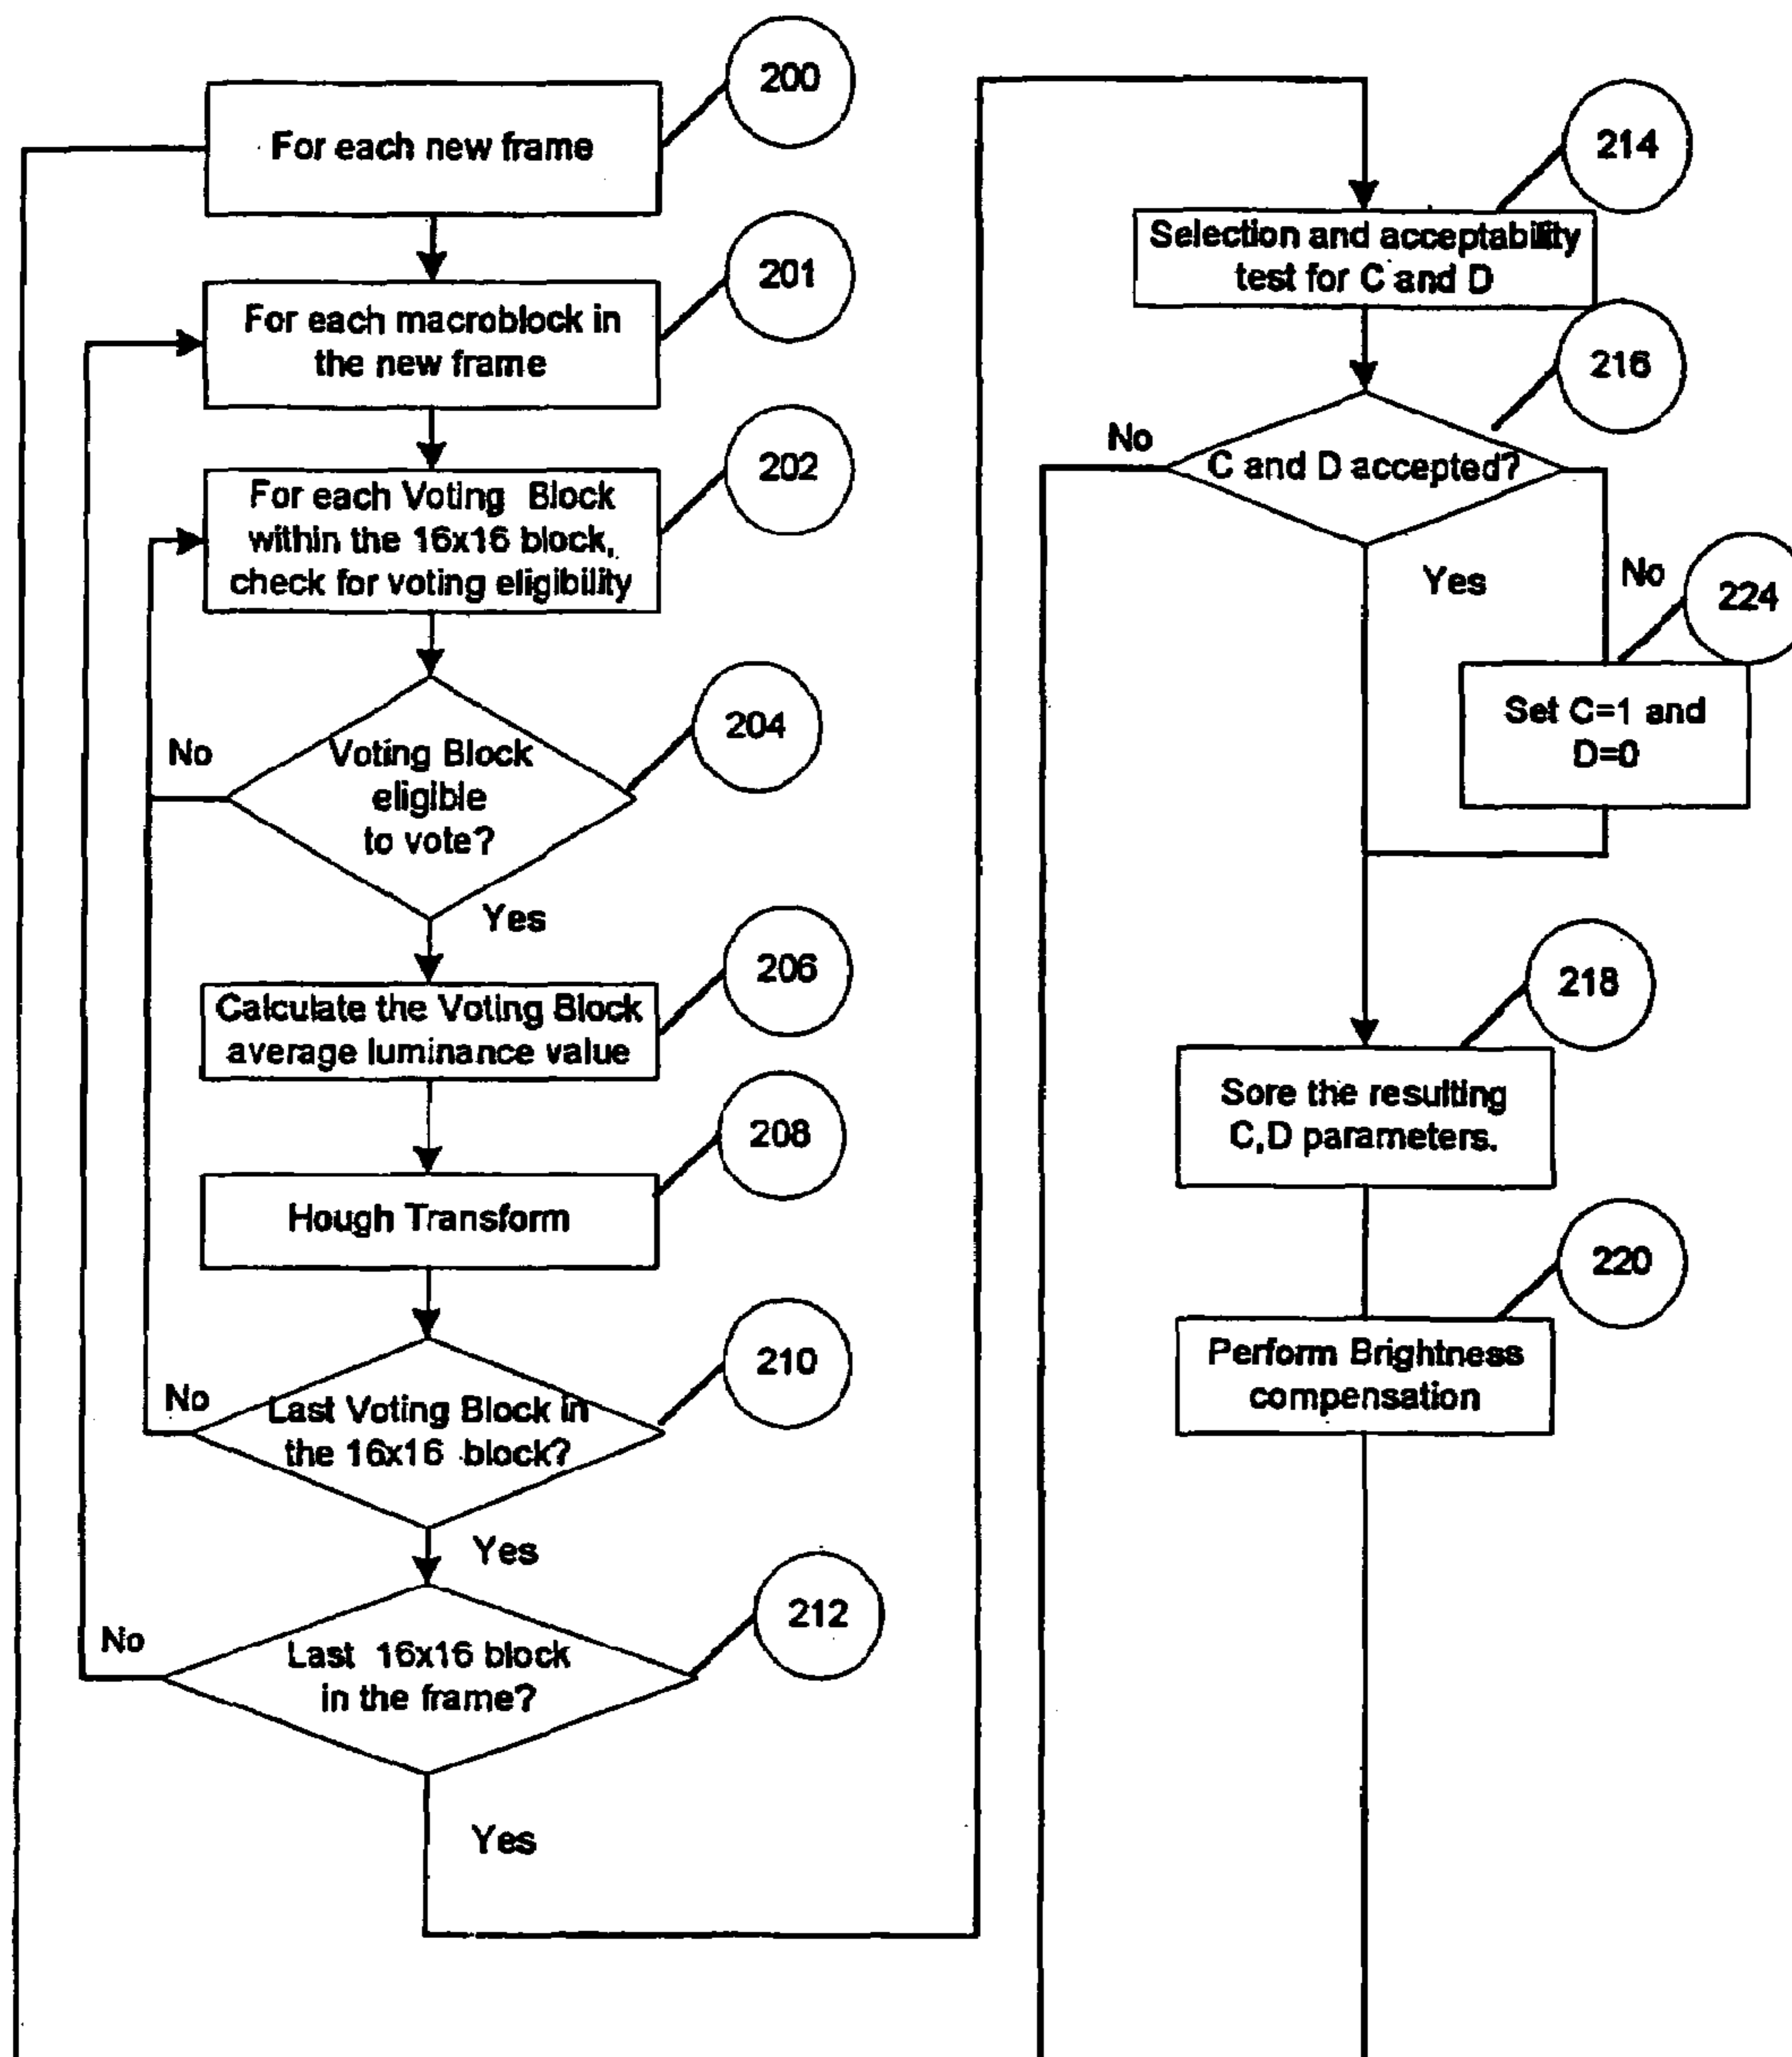 200
For each new frame
201
For each macroblock in
the new frame
202
For each Voting Block
within the 16x16 block,
check for voting eligibility
204
No
Voting Block
eligible
to vote?
Yes
206
Calculate the Voting Block
average luminance value
208
Hough Transform
210
No
Last Voting Block in
the 16x16 block?
Yes
212
No
Last 16x16 block
in the frame?
Yes
214
Selection and acceptability
test for C and D
216
No
C and D accepted?
Yes
No
224
Set C=1 and
D=0
218
Sore the resulting
C,D parameters.
220
Perform Brightness
compensation